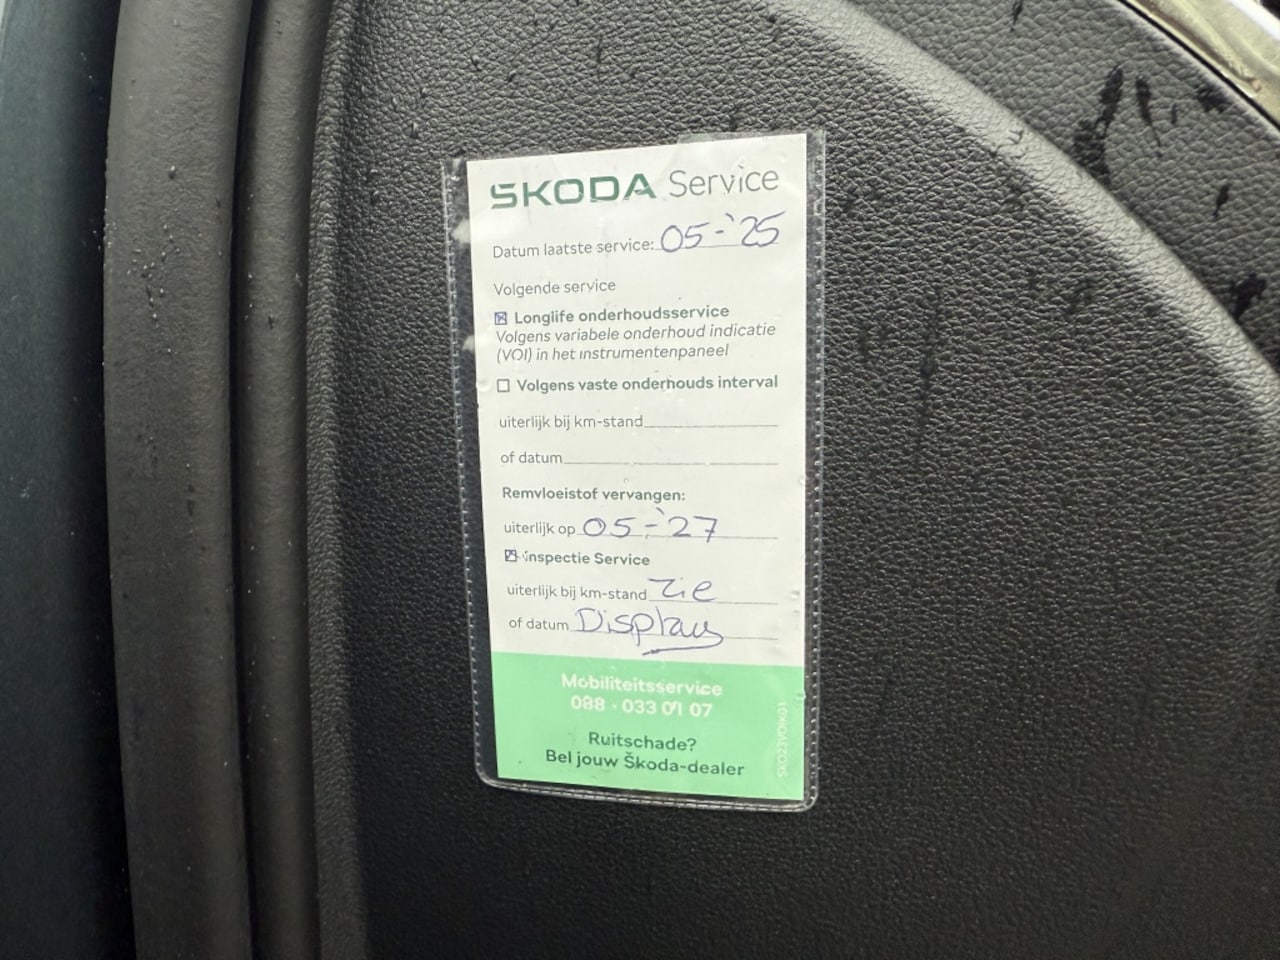 ŠKODA Service
Datum laatste service: 05-'25
Volgende service
☒ Longlife onderhoudsservice
Volgens variabele onderhoud indicatie
(VOI) in het instrumentenpaneel
☐ Volgens vaste onderhouds interval
uiterlijk bij km-stand
of datum
Remvloeistof vervangen:
uiterlijk op 05-'27
☒ Inspectie Service
uiterlijk bij km-stand zie
of datum Display
Mobiliteitsservice
088 - 033 01 07
Ruitschade?
Bel jouw Škoda-dealer